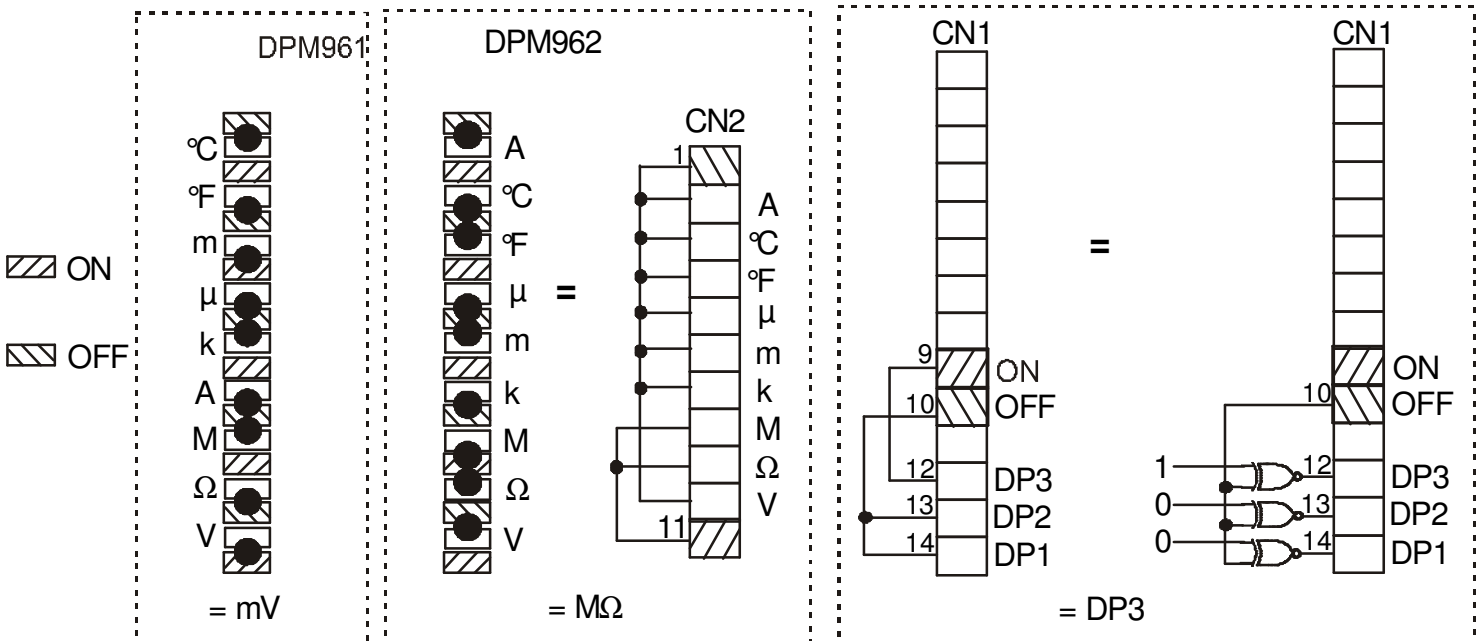 ON
OFF
DPM961
°C
°F
m
µ
k
A
M
Ω
V
= mV
DPM962
A
°C
°F
µ
m
k
M
Ω
V
=
CN2
1
A
°C
°F
µ
m
k
M
Ω
V
11
= MΩ
CN1
9 ON
10 OFF
12 DP3
13 DP2
14 DP1
=
CN1
ON
10 OFF
1 12 DP3
0 13 DP2
0 14 DP1
= DP3